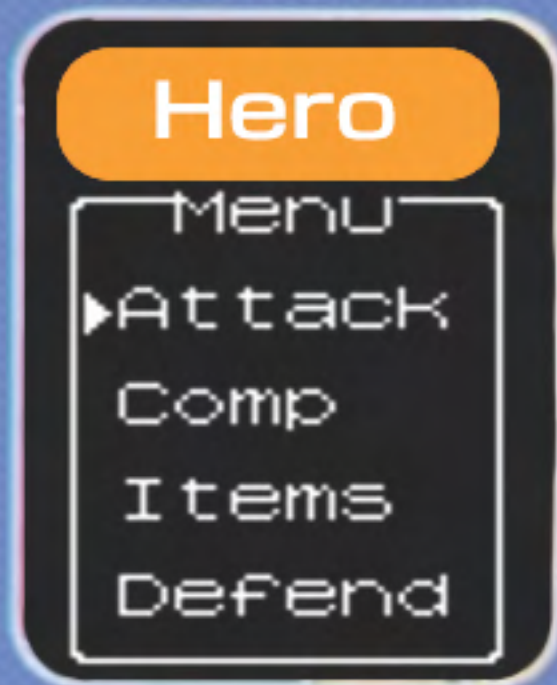 Hero
Menu
Attack
Comp
Items
Defend